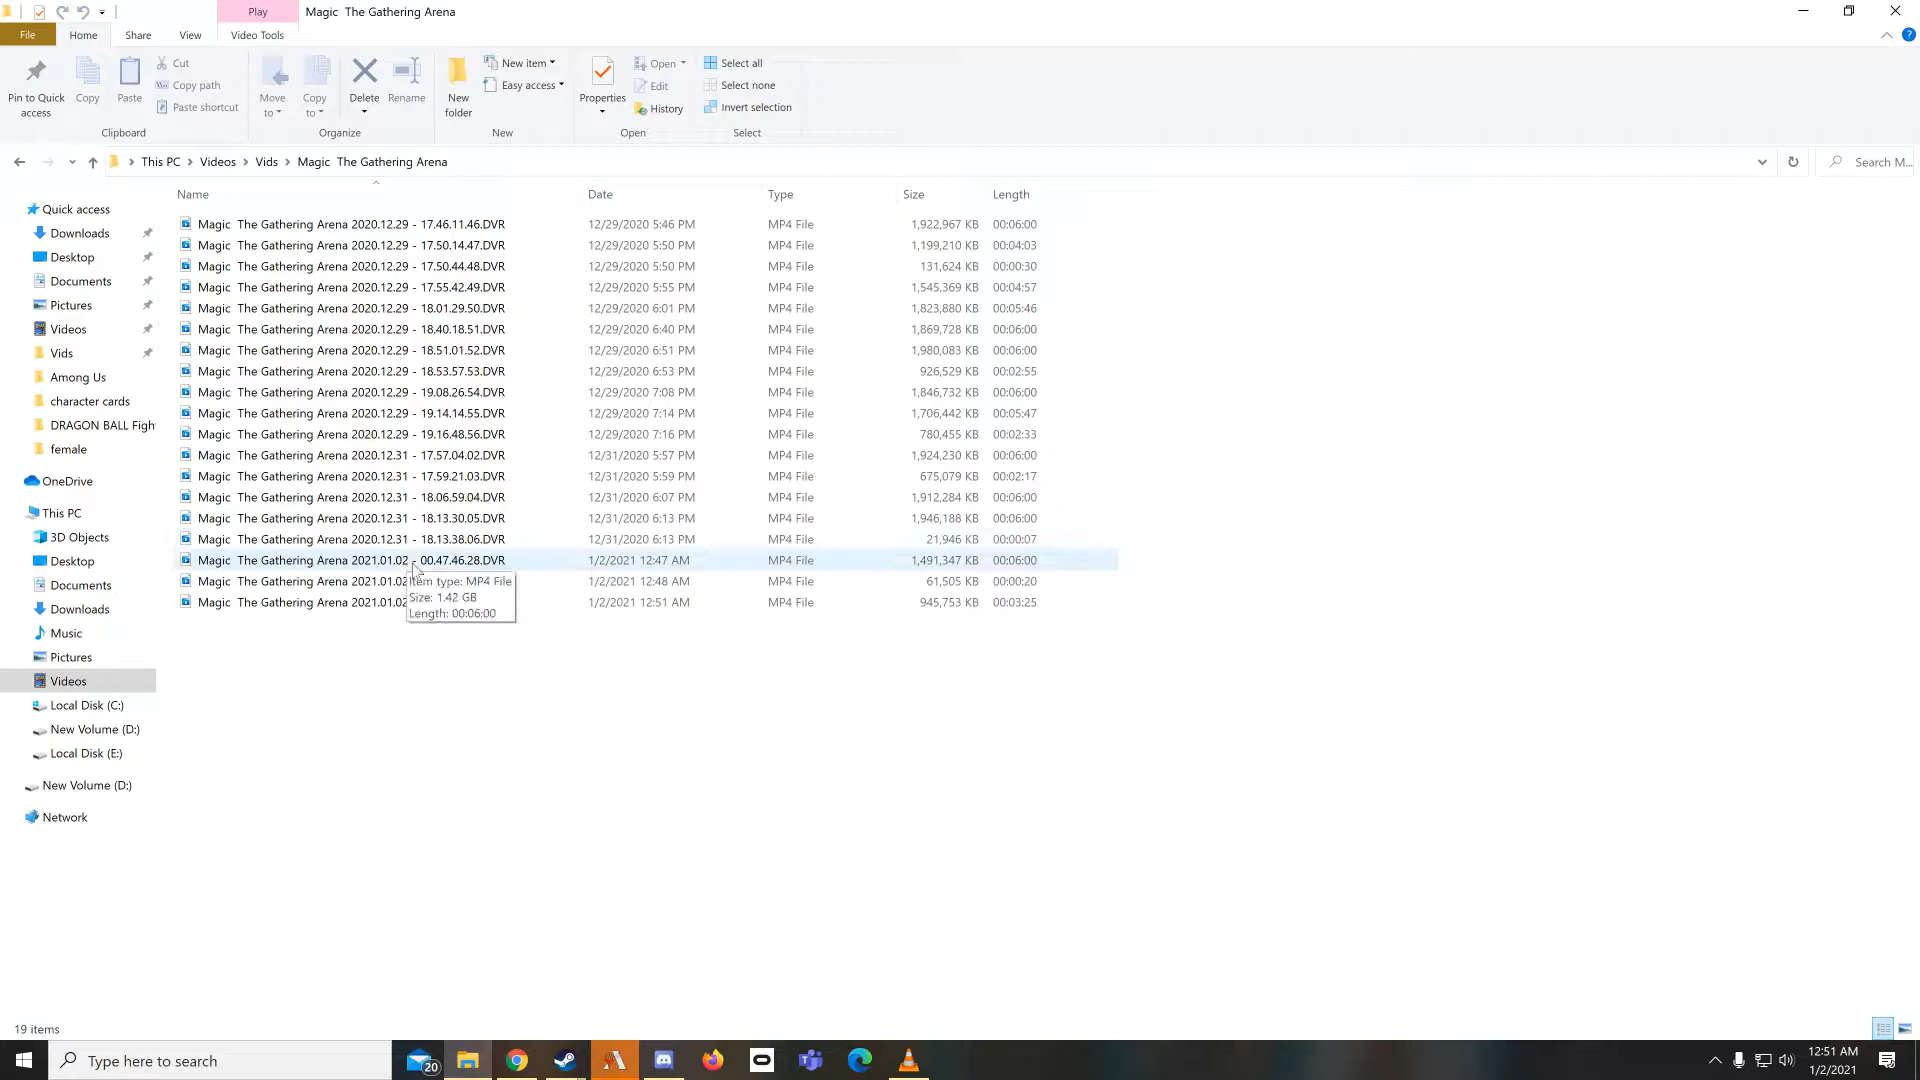 Play
Magic  The Gathering Arena
File
Home
Share
View
Video Tools
Pin to Quick access
Copy
Paste
Cut
Copy path
Paste shortcut
Clipboard
Move to
Copy to
Delete
Rename
Organize
New folder
New item
Easy access
New
Properties
Open
Edit
History
Open
Select all
Select none
Invert selection
Select
This PC > Videos > Vids > Magic  The Gathering Arena
Search M...
Name Date Type Size Length
Magic  The Gathering Arena 2020.12.29 - 17.46.11.46.DVR 12/29/2020 5:46 PM MP4 File 1,922,967 KB 00:06:00
Magic  The Gathering Arena 2020.12.29 - 17.50.14.47.DVR 12/29/2020 5:50 PM MP4 File 1,199,210 KB 00:04:03
Magic  The Gathering Arena 2020.12.29 - 17.50.44.48.DVR 12/29/2020 5:50 PM MP4 File 131,624 KB 00:00:30
Magic  The Gathering Arena 2020.12.29 - 17.55.42.49.DVR 12/29/2020 5:55 PM MP4 File 1,545,369 KB 00:04:57
Magic  The Gathering Arena 2020.12.29 - 18.01.29.50.DVR 12/29/2020 6:01 PM MP4 File 1,823,880 KB 00:05:46
Magic  The Gathering Arena 2020.12.29 - 18.40.18.51.DVR 12/29/2020 6:40 PM MP4 File 1,869,728 KB 00:06:00
Magic  The Gathering Arena 2020.12.29 - 18.51.01.52.DVR 12/29/2020 6:51 PM MP4 File 1,980,083 KB 00:06:00
Magic  The Gathering Arena 2020.12.29 - 18.53.57.53.DVR 12/29/2020 6:53 PM MP4 File 926,529 KB 00:02:55
Magic  The Gathering Arena 2020.12.29 - 19.08.26.54.DVR 12/29/2020 7:08 PM MP4 File 1,846,732 KB 00:06:00
Magic  The Gathering Arena 2020.12.29 - 19.14.14.55.DVR 12/29/2020 7:14 PM MP4 File 1,706,442 KB 00:05:47
Magic  The Gathering Arena 2020.12.29 - 19.16.48.56.DVR 12/29/2020 7:16 PM MP4 File 780,455 KB 00:02:33
Magic  The Gathering Arena 2020.12.31 - 17.57.04.02.DVR 12/31/2020 5:57 PM MP4 File 1,924,230 KB 00:06:00
Magic  The Gathering Arena 2020.12.31 - 17.59.21.03.DVR 12/31/2020 5:59 PM MP4 File 675,079 KB 00:02:17
Magic  The Gathering Arena 2020.12.31 - 18.06.59.04.DVR 12/31/2020 6:07 PM MP4 File 1,912,284 KB 00:06:00
Magic  The Gathering Arena 2020.12.31 - 18.13.30.05.DVR 12/31/2020 6:13 PM MP4 File 1,946,188 KB 00:06:00
Magic  The Gathering Arena 2020.12.31 - 18.13.38.06.DVR 12/31/2020 6:13 PM MP4 File 21,946 KB 00:00:07
Magic  The Gathering Arena 2021.01.02 - 00.47.46.28.DVR 1/2/2021 12:47 AM MP4 File 1,491,347 KB 00:06:00
Magic  The Gathering Arena 2021.01.02 1/2/2021 12:48 AM MP4 File 61,505 KB 00:00:20
Magic  The Gathering Arena 2021.01.02 1/2/2021 12:51 AM MP4 File 945,753 KB 00:03:25
Item type: MP4 File
Size: 1.42 GB
Length: 00:06:00
Quick access
Downloads
Desktop
Documents
Pictures
Videos
Vids
Among Us
character cards
DRAGON BALL Figh
female
OneDrive
This PC
3D Objects
Desktop
Documents
Downloads
Music
Pictures
Videos
Local Disk (C:)
New Volume (D:)
Local Disk (E:)
New Volume (D:)
Network
19 items
Type here to search
20
12:51 AM
1/2/2021